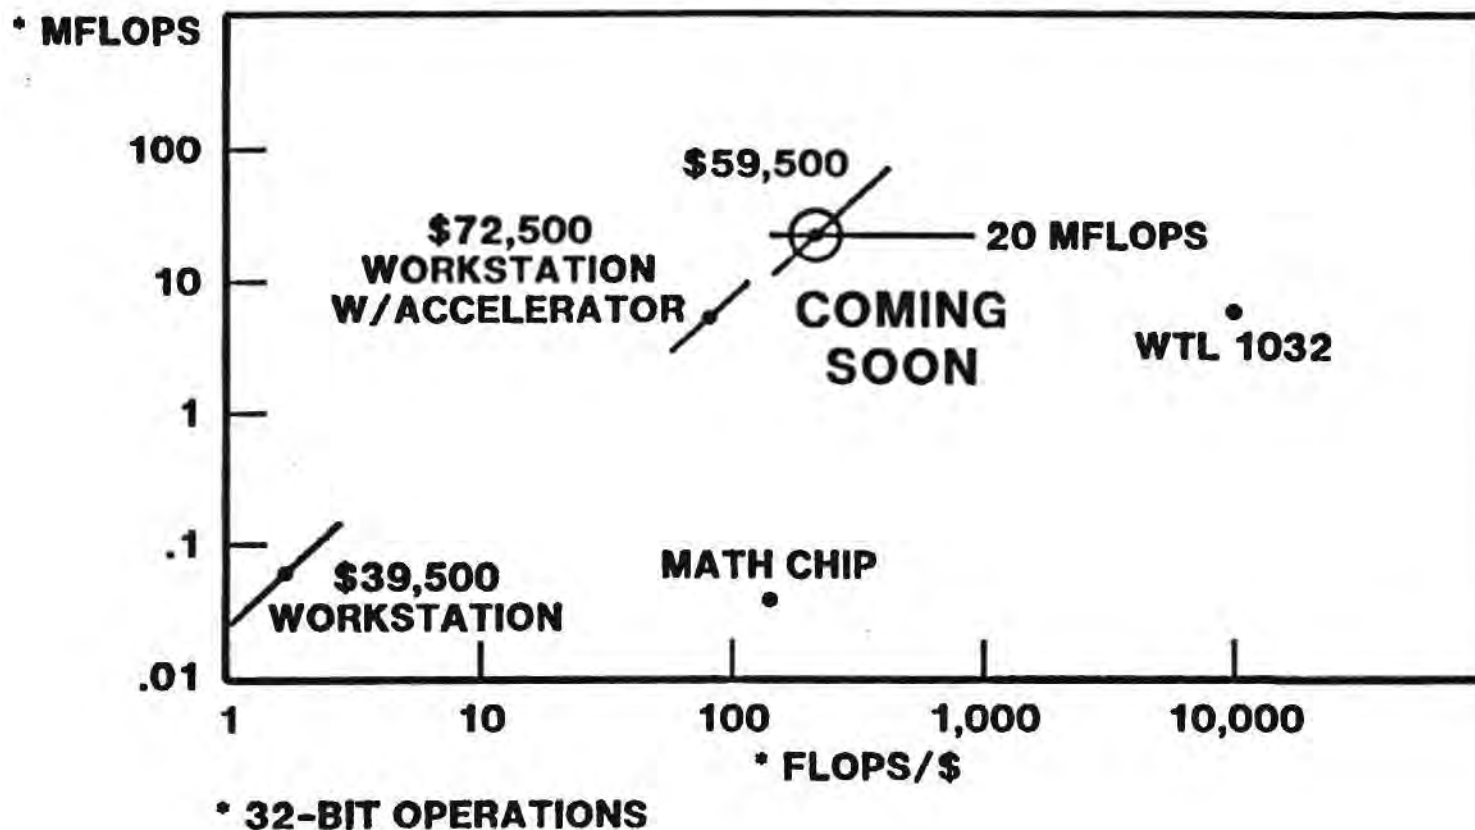 * MFLOPS
100
10
1
.1
.01
$59,500
20 MFLOPS
$72,500
WORKSTATION
W/ACCELERATOR
COMING
SOON
WTL 1032
$39,500
WORKSTATION
MATH CHIP
1
10
100
1,000
10,000
* FLOPS/$
* 32-BIT OPERATIONS